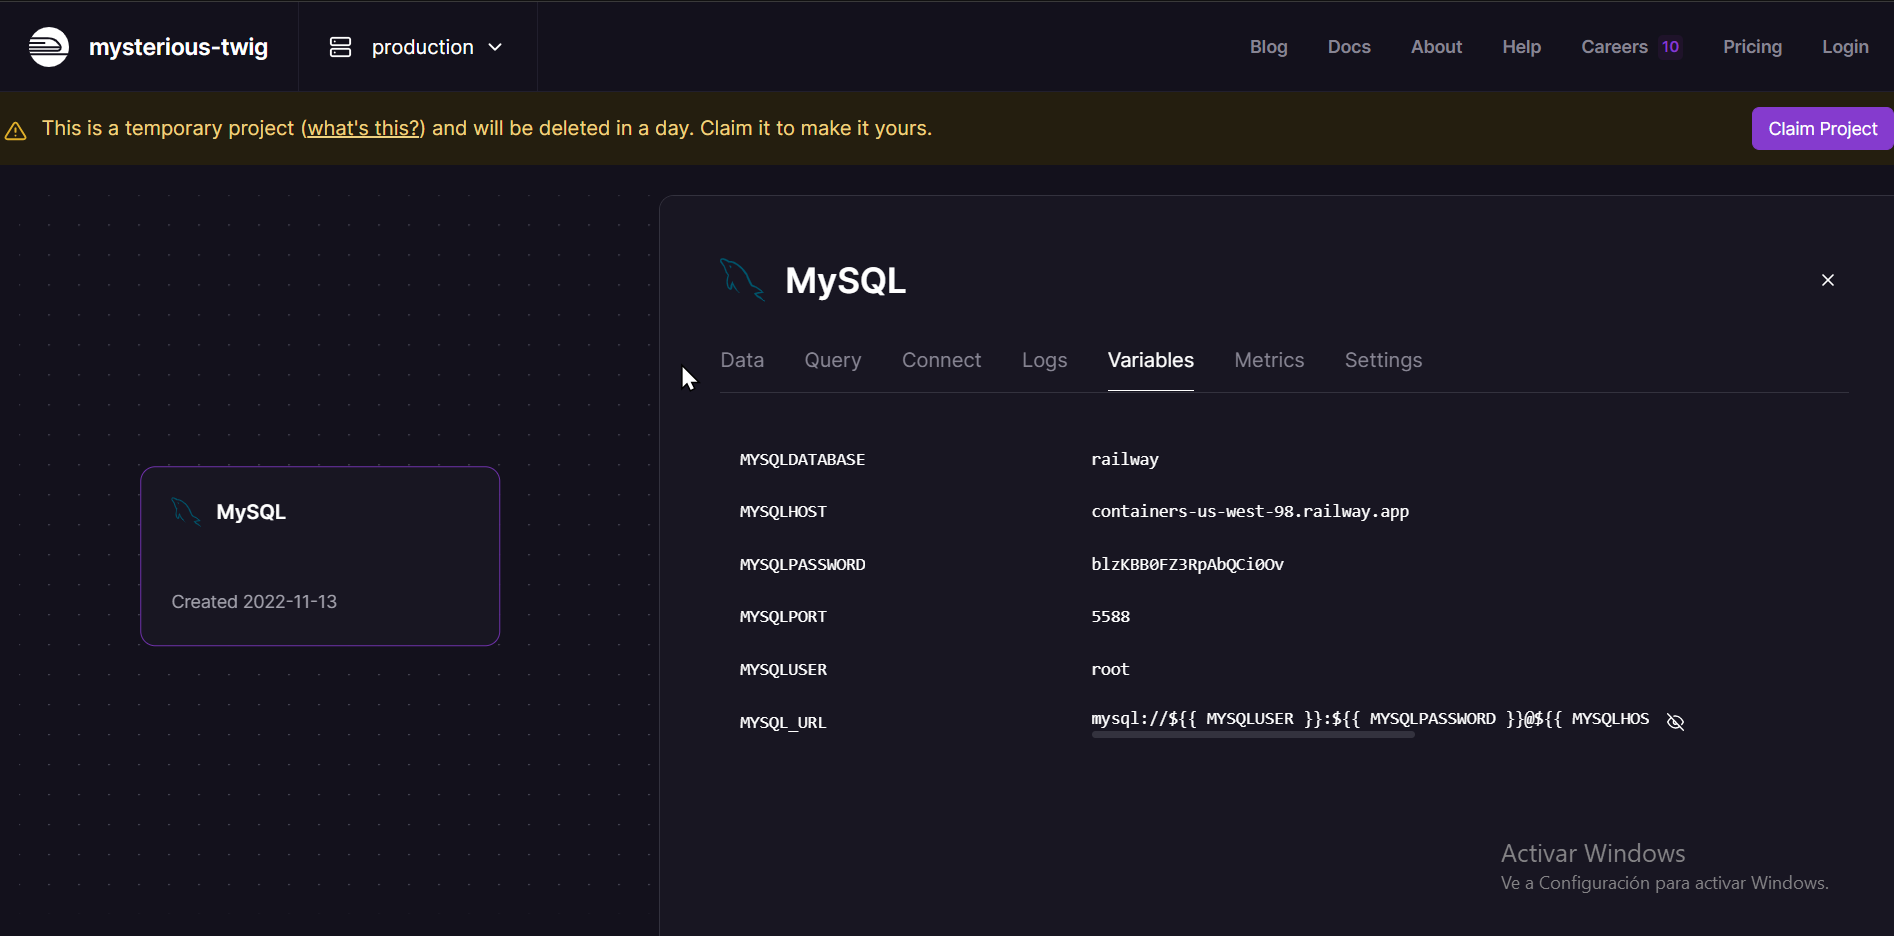 mysterious-twig production Blog Docs About Help Careers 10 Pricing Login
This is a temporary project (what's this?) and will be deleted in a day. Claim it to make it yours. Claim Project
MySQL
Data Query Connect Logs Variables Metrics Settings
MYSQLDATABASE railway
MYSQLHOST containers-us-west-98.railway.app
MYSQLPASSWORD blzKBB0FZ3RpAbQCi0Ov
MYSQLPORT 5588
MYSQLUSER root
MYSQL_URL mysql://${{ MYSQLUSER }}:${{ MYSQLPASSWORD }}@${{ MYSQLHOS
MySQL
Created 2022-11-13
Activar Windows
Ve a Configuración para activar Windows.